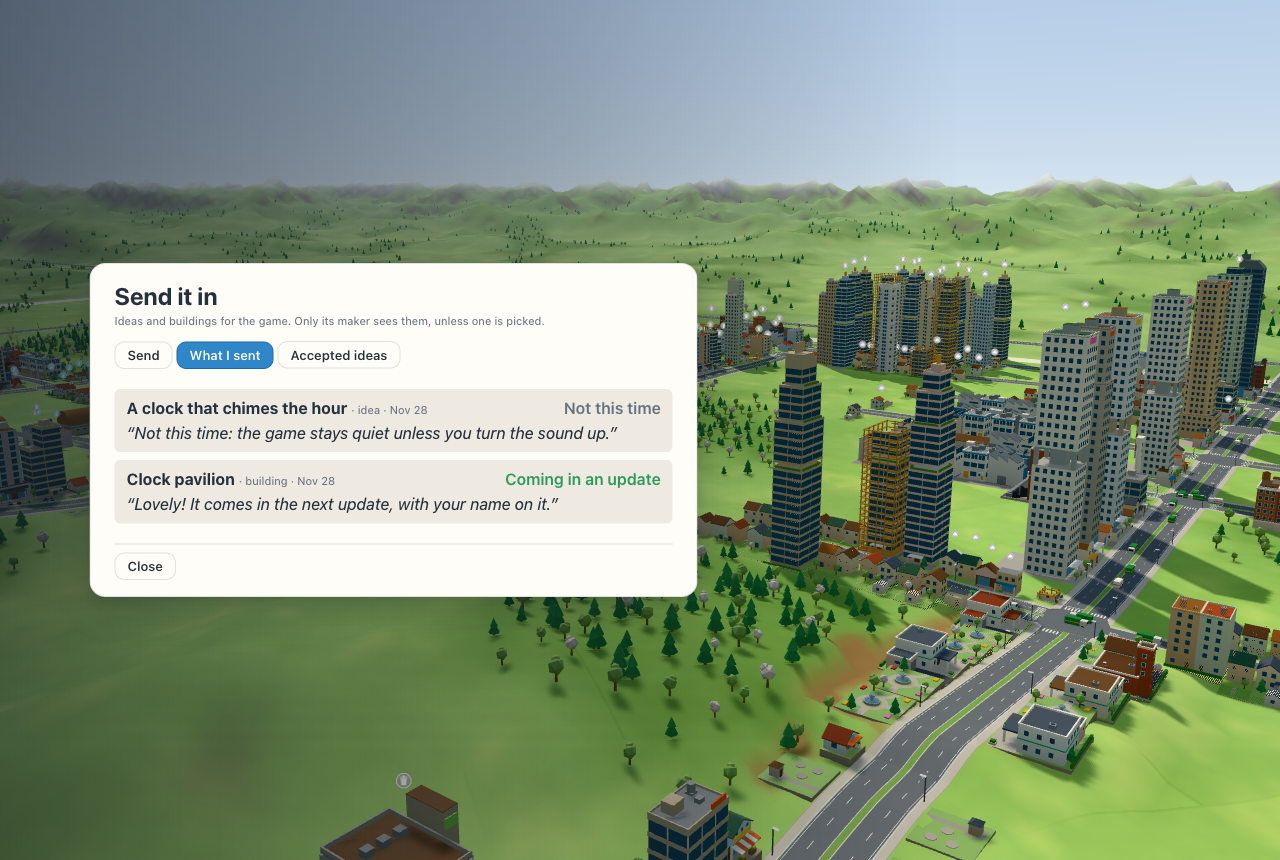 Send it in
Ideas and buildings for the game. Only its maker sees them, unless one is picked.
Send
What I sent
Accepted ideas
A clock that chimes the hour · idea · Nov 28
Not this time
“Not this time: the game stays quiet unless you turn the sound up.”
Clock pavilion · building · Nov 28
Coming in an update
“Lovely! It comes in the next update, with your name on it.”
Close